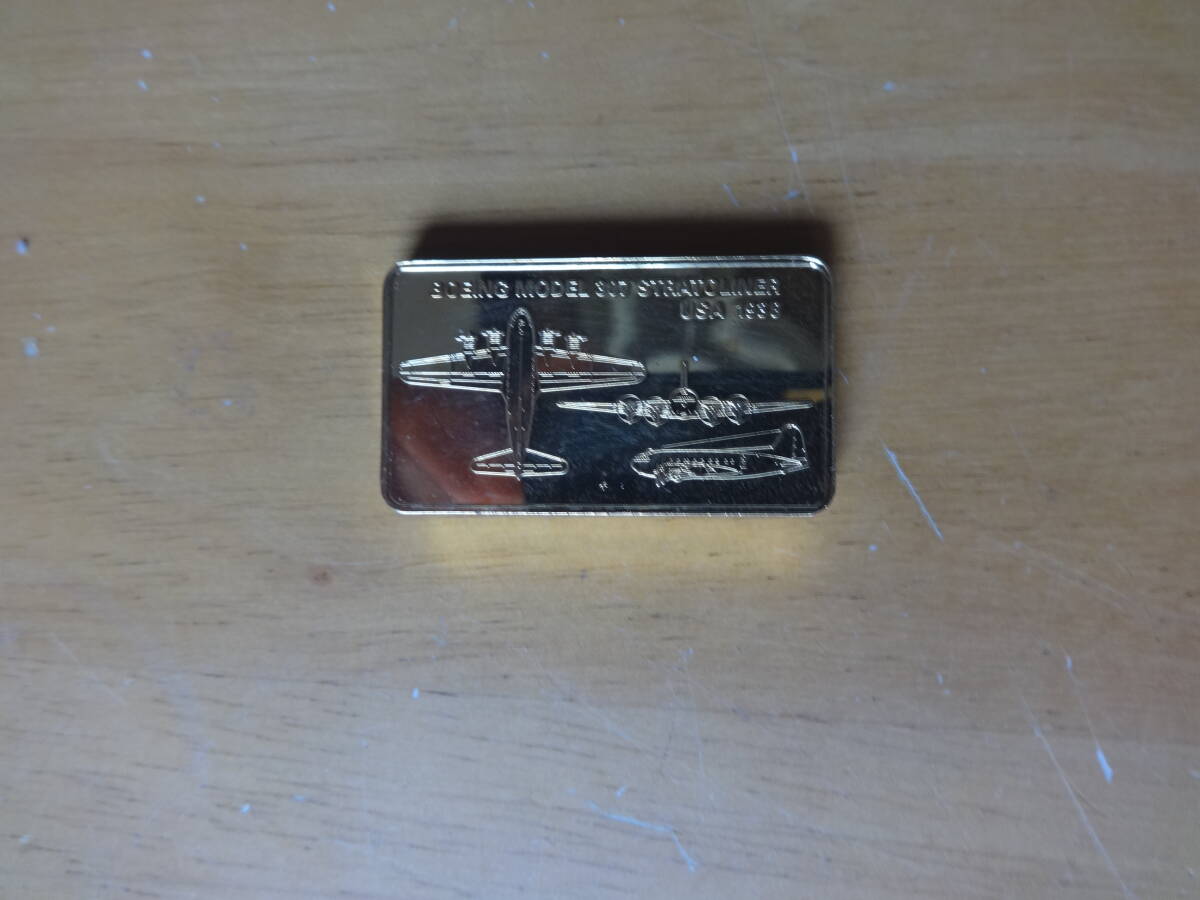 BOEING MODEL 307 STRATOLINER
USA 1938